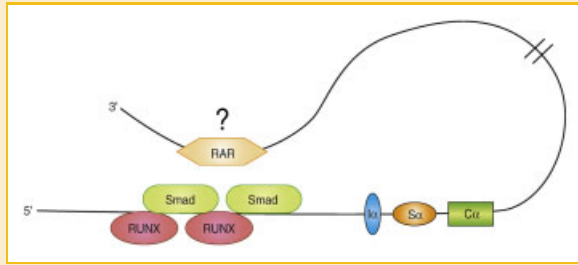 3'
?
RAR
Smad Smad
5' Iα Sα Cα
RUNX RUNX